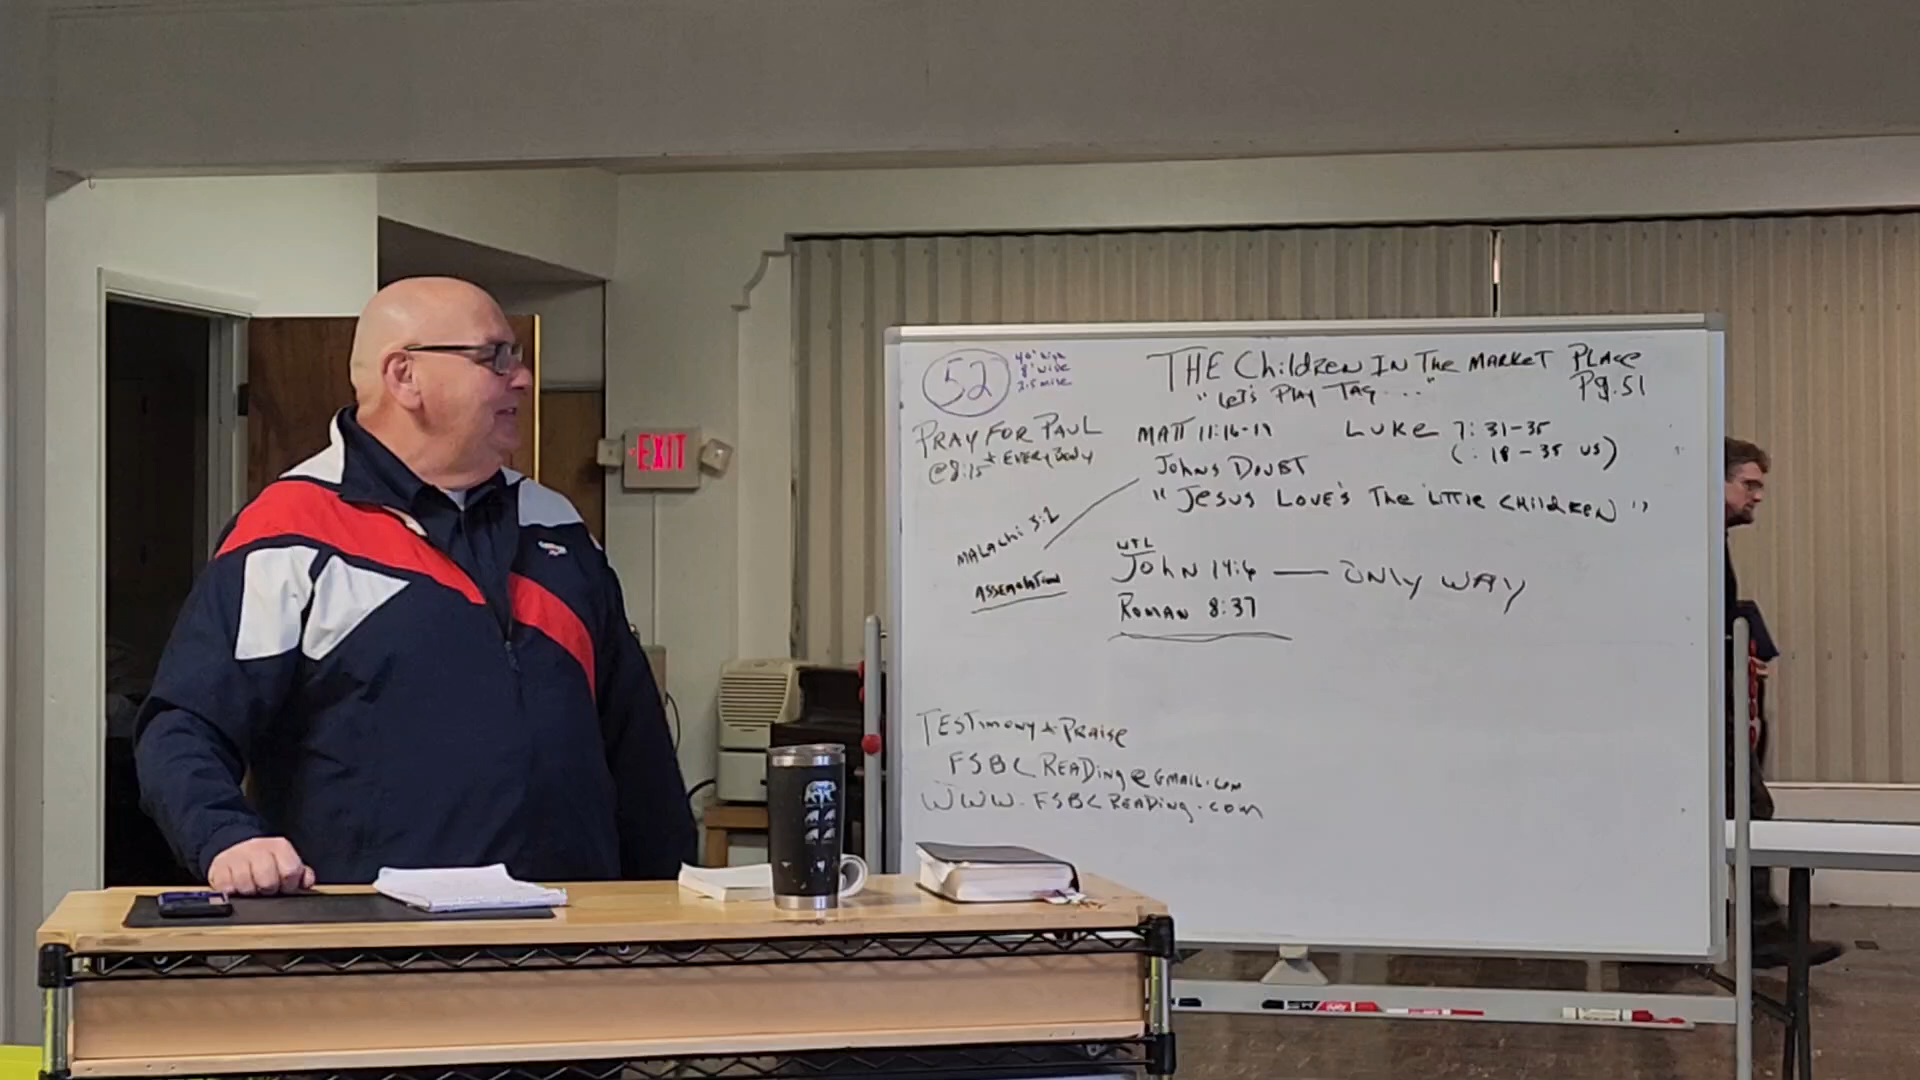 EXIT
52
40' high
8' wide
2.5 mile
THE Children In The Market Place
"Let's Play Tag..."
Pg. 51
PRAY FOR PAUL
@8:15 + EVERYBODY
MATT 11:16-19
LUKE 7:31-35
(:18-35 US)
Johns Doubt
"Jesus Love's The Little Children"
Malachi 3:1
John 14:6 — Only Way
Roman 8:37
Testimony + Praise
FSBCReading@gmail.com
www.FSBCReading.com